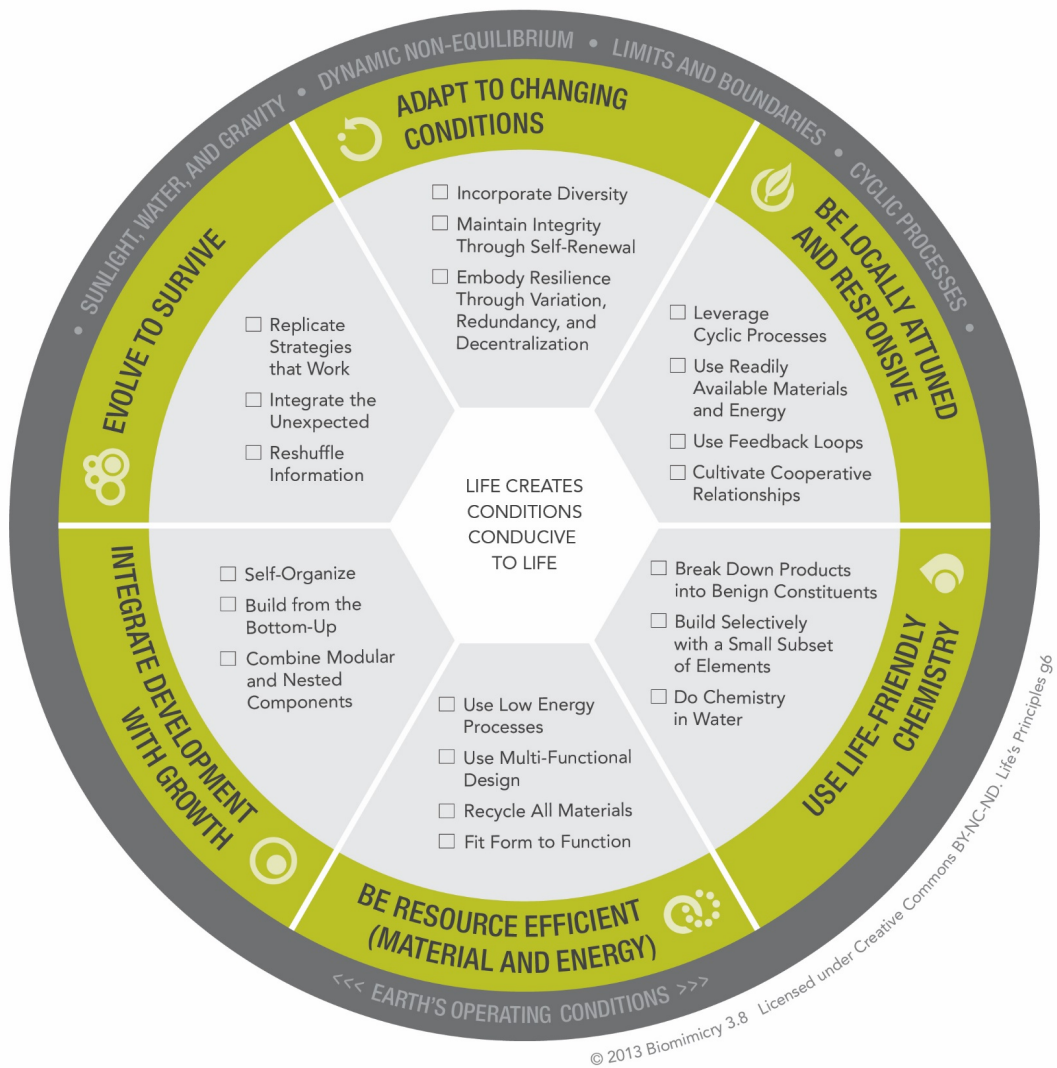 • SUNLIGHT, WATER, AND GRAVITY • DYNAMIC NON-EQUILIBRIUM • LIMITS AND BOUNDARIES • CYCLIC PROCESSES •
ADAPT TO CHANGING
CONDITIONS
Incorporate Diversity
Maintain Integrity
Through Self-Renewal
Embody Resilience
Through Variation,
Redundancy, and
Decentralization
BE LOCALLY ATTUNED
AND RESPONSIVE
Leverage
Cyclic Processes
Use Readily
Available Materials
and Energy
Use Feedback Loops
Cultivate Cooperative
Relationships
USE LIFE-FRIENDLY
CHEMISTRY
Break Down Products
into Benign Constituents
Build Selectively
with a Small Subset
of Elements
Do Chemistry
in Water
BE RESOURCE EFFICIENT
(MATERIAL AND ENERGY)
Use Low Energy
Processes
Use Multi-Functional
Design
Recycle All Materials
Fit Form to Function
INTEGRATE DEVELOPMENT
WITH GROWTH
Self-Organize
Build from the
Bottom-Up
Combine Modular
and Nested
Components
EVOLVE TO SURVIVE
Replicate
Strategies
that Work
Integrate the
Unexpected
Reshuffle
Information
LIFE CREATES
CONDITIONS
CONDUCIVE
TO LIFE
<<< EARTH'S OPERATING CONDITIONS >>>
© 2013 Biomimicry 3.8 Licensed under Creative Commons BY-NC-ND. Life's Principles g6